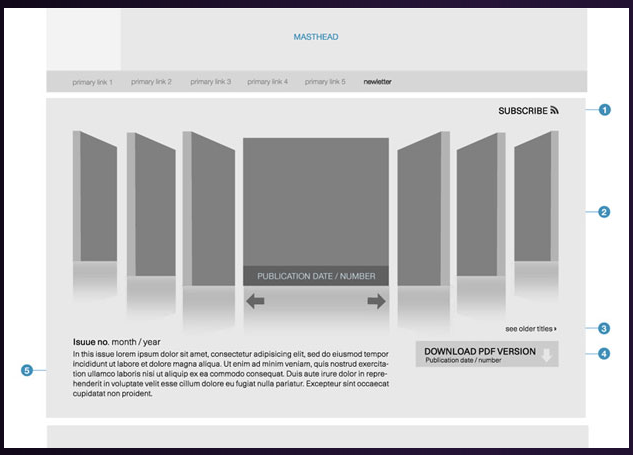 MASTHEAD
primary link 1 primary link 2 primary link 3 primary link 4 primary link 5 newletter
SUBSCRIBE
1
2
PUBLICATION DATE / NUMBER
see older titles
3
Isuue no. month / year
DOWNLOAD PDF VERSION
Publication date / number
4
5
In this issue lorem ipsum dolor sit amet, consectetur adipisicing elit, sed do eiusmod tempor
incididunt ut labore et dolore magna aliqua. Ut enim ad minim veniam, quis nostrud exercita-
tion ullamco laboris nisi ut aliquip ex ea commodo consequat. Duis aute irure dolor in repre-
henderit in voluptate velit esse cillum dolore eu fugiat nulla pariatur. Excepteur sint occaecat
cupidatat non proident.